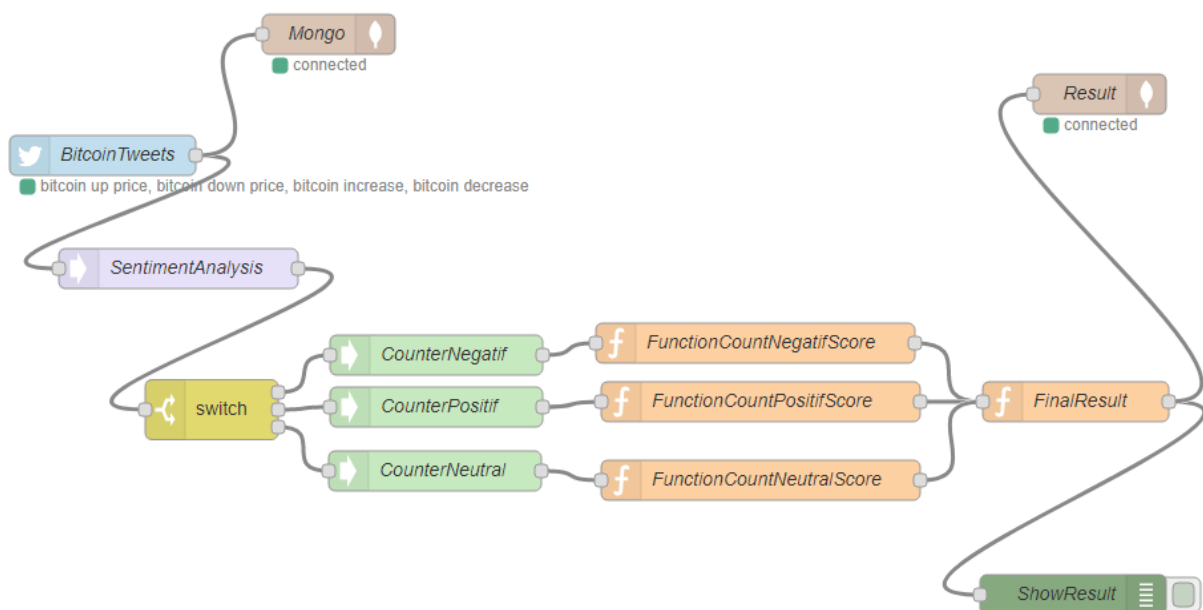 Mongo
connected
Result
connected
BitcoinTweets
bitcoin up price, bitcoin down price, bitcoin increase, bitcoin decrease
SentimentAnalysis
CounterNegatif
FunctionCountNegatifScore
switch
CounterPositif
FunctionCountPositifScore
FinalResult
CounterNeutral
FunctionCountNeutralScore
ShowResult